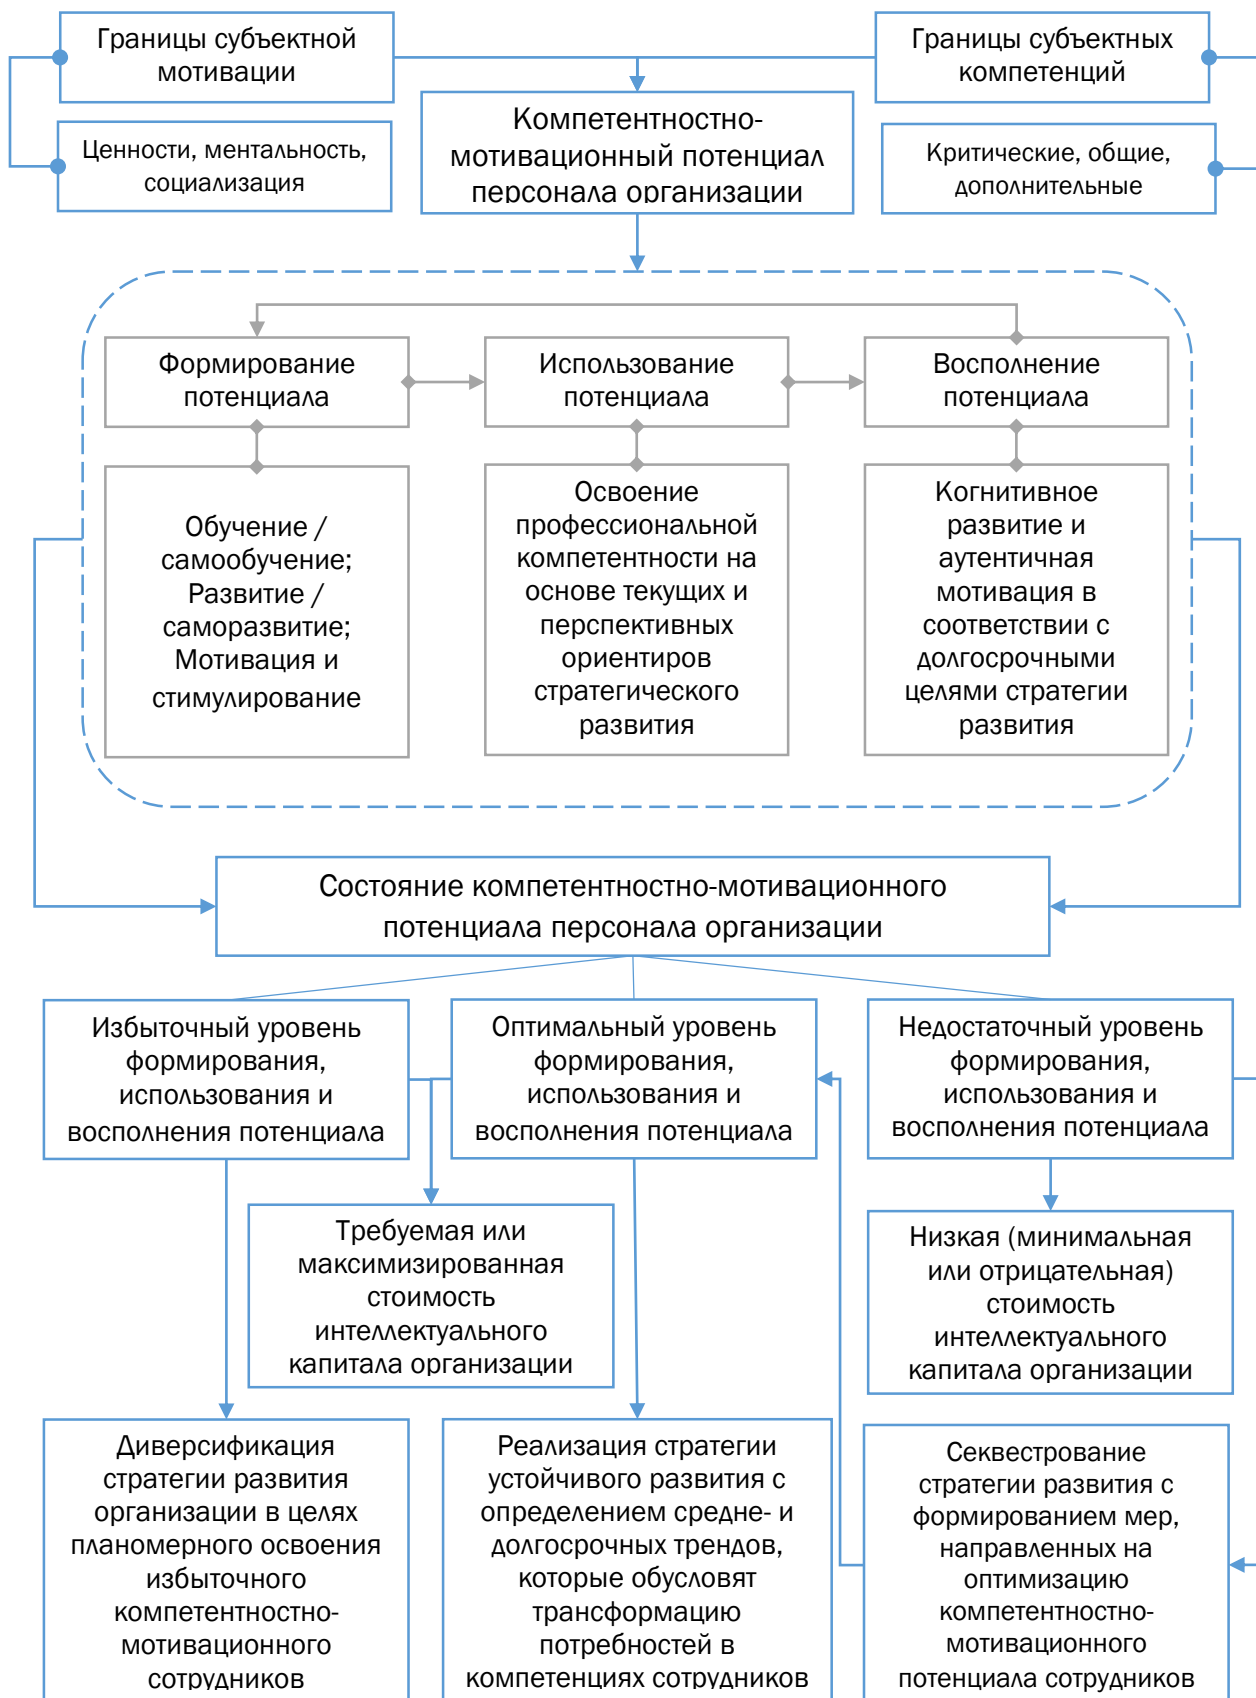 Границы субъектной
мотивации
Границы субъектных
компетенций
Компетентностно-
мотивационный потенциал
персонала организации
Ценности, ментальность,
социализация
Критические, общие,
дополнительные
Формирование
потенциала
Использование
потенциала
Восполнение
потенциала
Обучение /
самообучение;
Развитие /
саморазвитие;
Мотивация и
стимулирование
Освоение
профессиональной
компетентности на
основе текущих и
перспективных
ориентиров
стратегического
развития
Когнитивное
развитие и
аутентичная
мотивация в
соответствии с
долгосрочными
целями стратегии
развития
Состояние компетентностно-мотивационного
потенциала персонала организации
Избыточный уровень
формирования,
использования и
восполнения потенциала
Оптимальный уровень
формирования,
использования и
восполнения потенциала
Недостаточный уровень
формирования,
использования и
восполнения потенциала
Требуемая или
максимизированная
стоимость
интеллектуального
капитала организации
Низкая (минимальная
или отрицательная)
стоимость
интеллектуального
капитала организации
Диверсификация
стратегии развития
организации в целях
планомерного освоения
избыточного
компетентностно-
мотивационного
сотрудников
Реализация стратегии
устойчивого развития с
определением средне- и
долгосрочных трендов,
которые обусловят
трансформацию
потребностей в
компетенциях сотрудников
Секвестрование
стратегии развития с
формированием мер,
направленных на
оптимизацию
компетентностно-
мотивационного
потенциала сотрудников